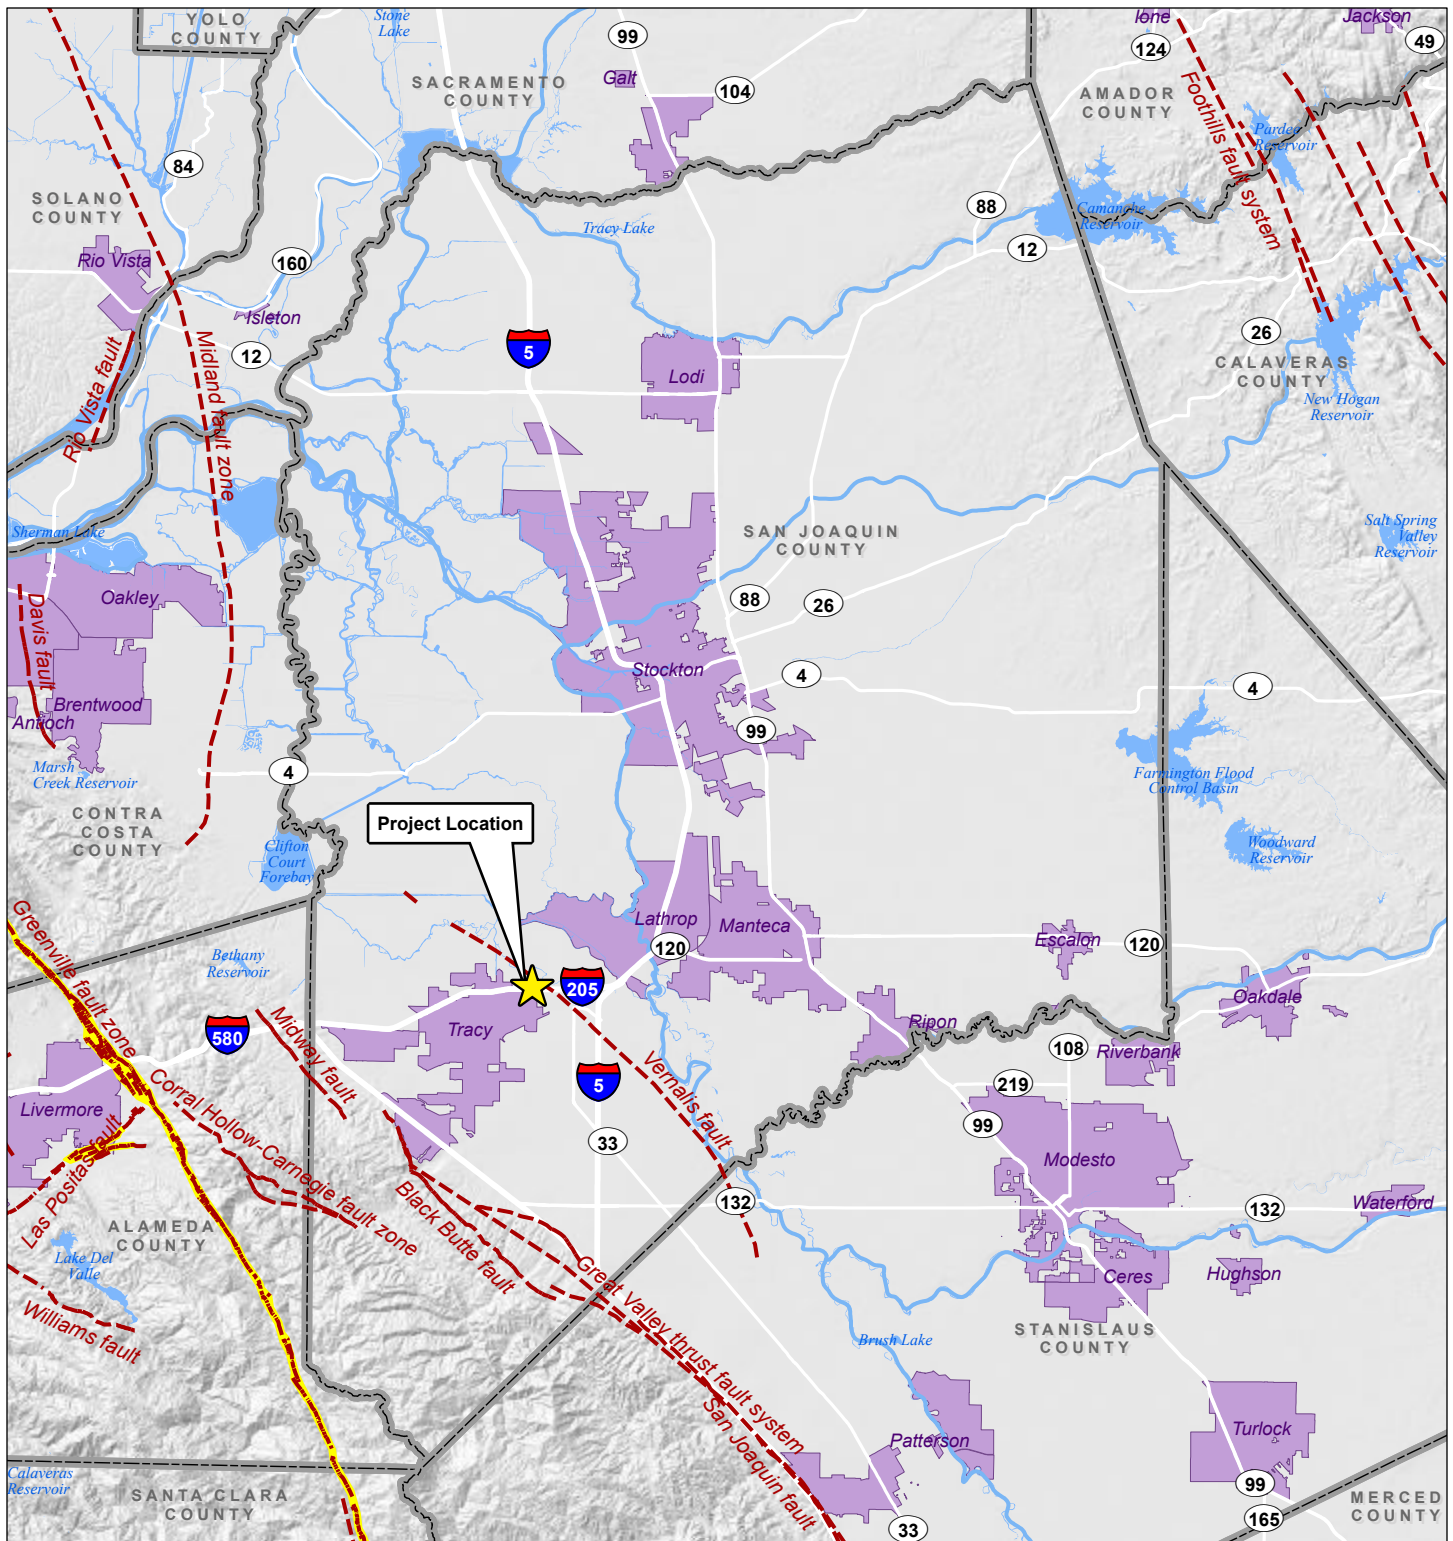 YOLO
COUNTY
Stone
Lake
99
Ione
Jackson
124
49
SACRAMENTO
COUNTY
Galt
104
AMADOR
COUNTY
Foothills fault system
Pardee
Reservoir
84
SOLANO
COUNTY
88
Camanche
Reservoir
Tracy Lake
12
Rio Vista
160
Isleton
Midland fault zone
12
Rio Vista fault
5
Lodi
26
CALAVERAS
COUNTY
New Hogan
Reservoir
Sherman Lake
SAN JOAQUIN
COUNTY
Salt Spring
Valley
Reservoir
Oakley
Davis fault
88
26
Stockton
4
4
Brentwood
Antioch
99
Marsh
Creek Reservoir
4
Farmington Flood
Control Basin
CONTRA
COSTA
COUNTY
Project Location
Clifton
Court
Forebay
Woodward
Reservoir
Greenville fault zone
Lathrop
Manteca
120
Escalon
120
Bethany
Reservoir
205
Oakdale
580
Midway fault
Tracy
Ripon
Vernalis fault
108
Riverbank
5
219
Livermore
Corral Hollow-Carnegie fault zone
99
33
Las Positas fault
Modesto
Black Butte fault
132
132
Waterford
ALAMEDA
COUNTY
Lake Del
Valle
Great Valley thrust fault system
Ceres
Hughson
Williams fault
STANISLAUS
COUNTY
Brush Lake
San Joaquin fault
Patterson
Turlock
Calaveras
Reservoir
SANTA CLARA
COUNTY
99
MERCED
COUNTY
33
165